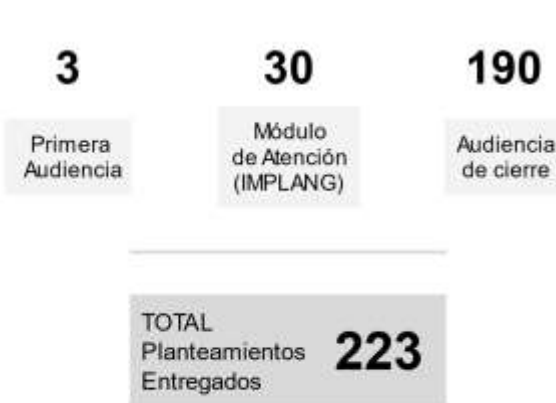 3
Primera
Audiencia
30
Módulo
de Atención
(IMPLANG)
190
Audiencia
de cierre
TOTAL
Planteamientos
Entregados
223